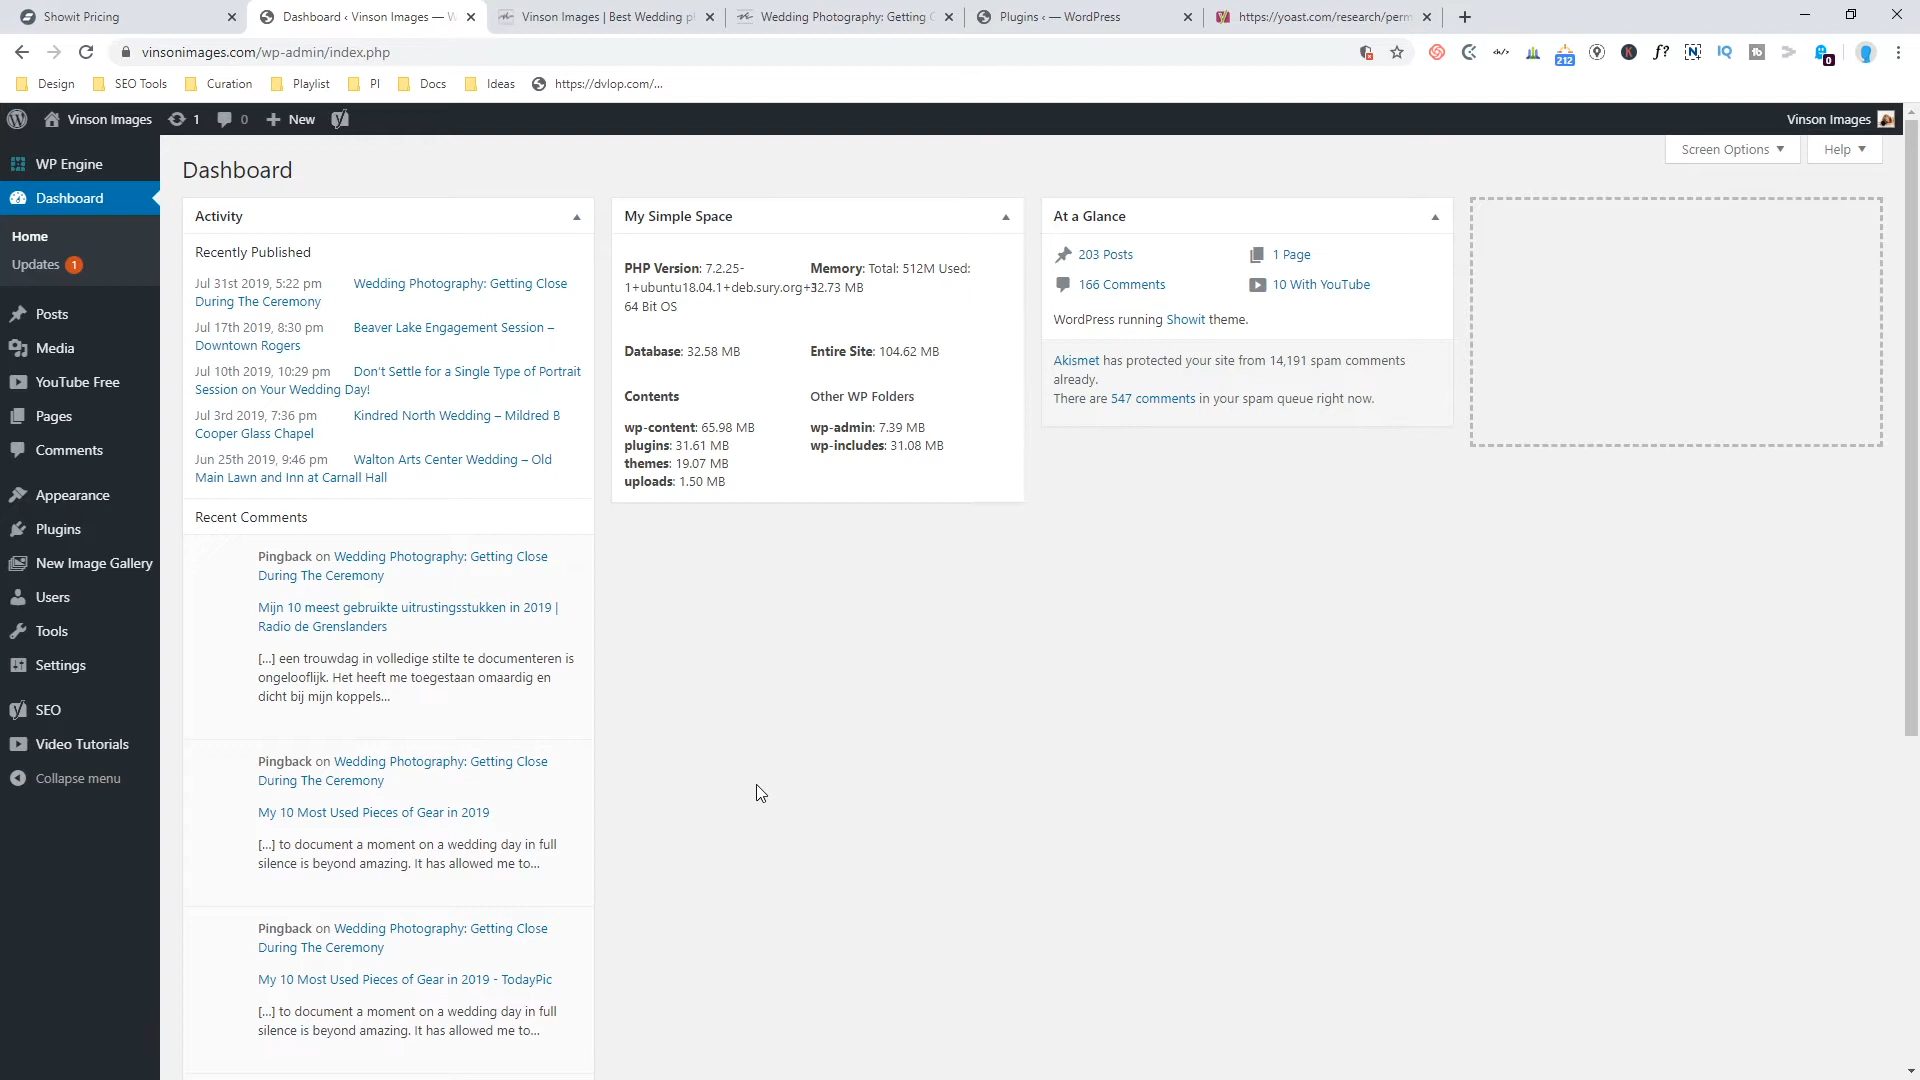 Showit Pricing
Dashboard ‹ Vinson Images — W
Vinson Images | Best Wedding p
Wedding Photography: Getting C
Plugins ‹ — WordPress
https://yoast.com/research/perm
vinsonimages.com/wp-admin/index.php
212
0
Design
SEO Tools
Curation
Playlist
PI
Docs
Ideas
https://dvlop.com/...
Vinson Images
1
0
New
Vinson Images
WP Engine
Dashboard
Home
Updates 1
Posts
Media
YouTube Free
Pages
Comments
Appearance
Plugins
New Image Gallery
Users
Tools
Settings
SEO
Video Tutorials
Collapse menu
Dashboard
Screen Options
Help
Activity
Recently Published
Jul 31st 2019, 5:22 pm Wedding Photography: Getting Close
During The Ceremony
Jul 17th 2019, 8:30 pm Beaver Lake Engagement Session –
Downtown Rogers
Jul 10th 2019, 10:29 pm Don't Settle for a Single Type of Portrait
Session on Your Wedding Day!
Jul 3rd 2019, 7:36 pm Kindred North Wedding – Mildred B
Cooper Glass Chapel
Jun 25th 2019, 9:46 pm Walton Arts Center Wedding – Old
Main Lawn and Inn at Carnall Hall
Recent Comments
Pingback on Wedding Photography: Getting Close
During The Ceremony
Mijn 10 meest gebruikte uitrustingsstukken in 2019 |
Radio de Grenslanders
[...] een trouwdag in volledige stilte te documenteren is
ongelooflijk. Het heeft me toegestaan omaardig en
dicht bij mijn koppels...
Pingback on Wedding Photography: Getting Close
During The Ceremony
My 10 Most Used Pieces of Gear in 2019
[...] to document a moment on a wedding day in full
silence is beyond amazing. It has allowed me to...
Pingback on Wedding Photography: Getting Close
During The Ceremony
My 10 Most Used Pieces of Gear in 2019 - TodayPic
[...] to document a moment on a wedding day in full
silence is beyond amazing. It has allowed me to...
My Simple Space
PHP Version: 7.2.25-
1+ubuntu18.04.1+deb.sury.org+
64 Bit OS
Memory: Total: 512M Used:
32.73 MB
Database: 32.58 MB
Entire Site: 104.62 MB
Contents
Other WP Folders
wp-content: 65.98 MB
plugins: 31.61 MB
themes: 19.07 MB
uploads: 1.50 MB
wp-admin: 7.39 MB
wp-includes: 31.08 MB
At a Glance
203 Posts
1 Page
166 Comments
10 With YouTube
WordPress running Showit theme.
Akismet has protected your site from 14,191 spam comments
already.
There are 547 comments in your spam queue right now.